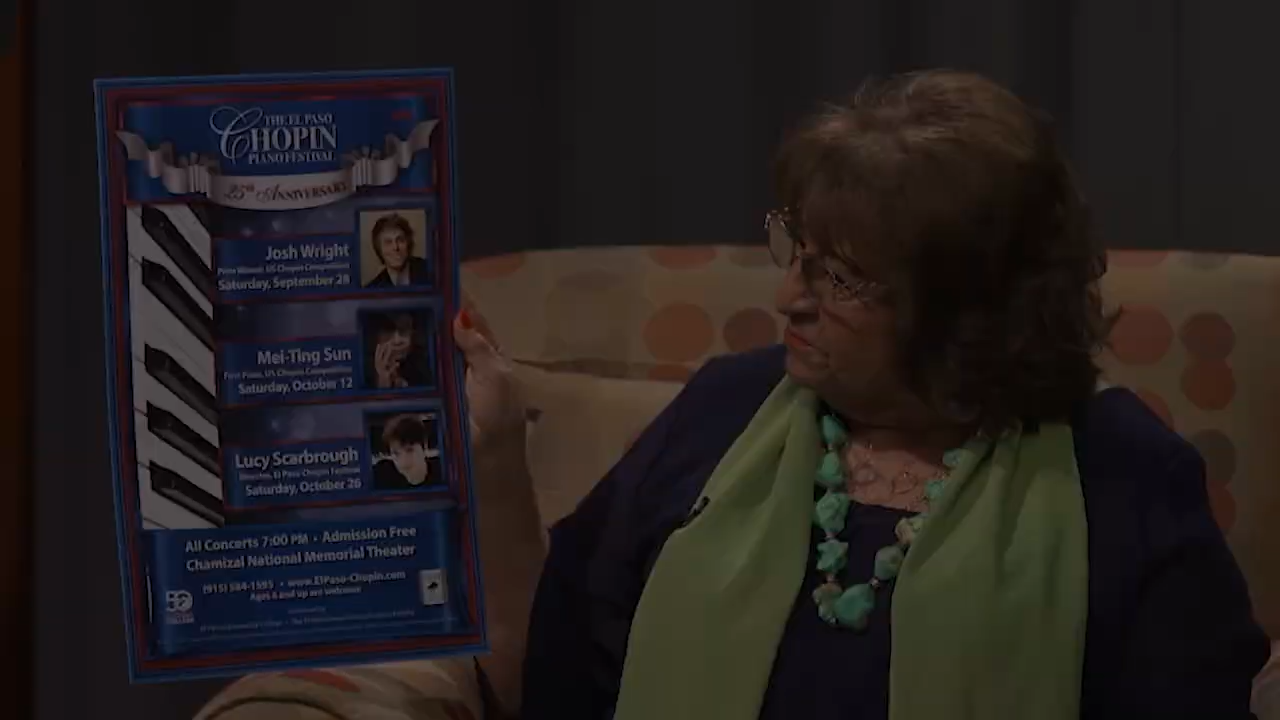 THE EL PASO
CHOPIN
PIANO FESTIVAL
25th ANNIVERSARY
Josh Wright
Prize Winner, US Chopin Competition
Saturday, September 28
Mei-Ting Sun
First Prize, US Chopin Competition
Saturday, October 12
Lucy Scarbrough
Director, El Paso Chopin Festival
Saturday, October 26
All Concerts 7:00 PM • Admission Free
Chamizal National Memorial Theater
(915) 584-1595 • www.ElPaso-Chopin.com
Ages 6 and up are welcome
50